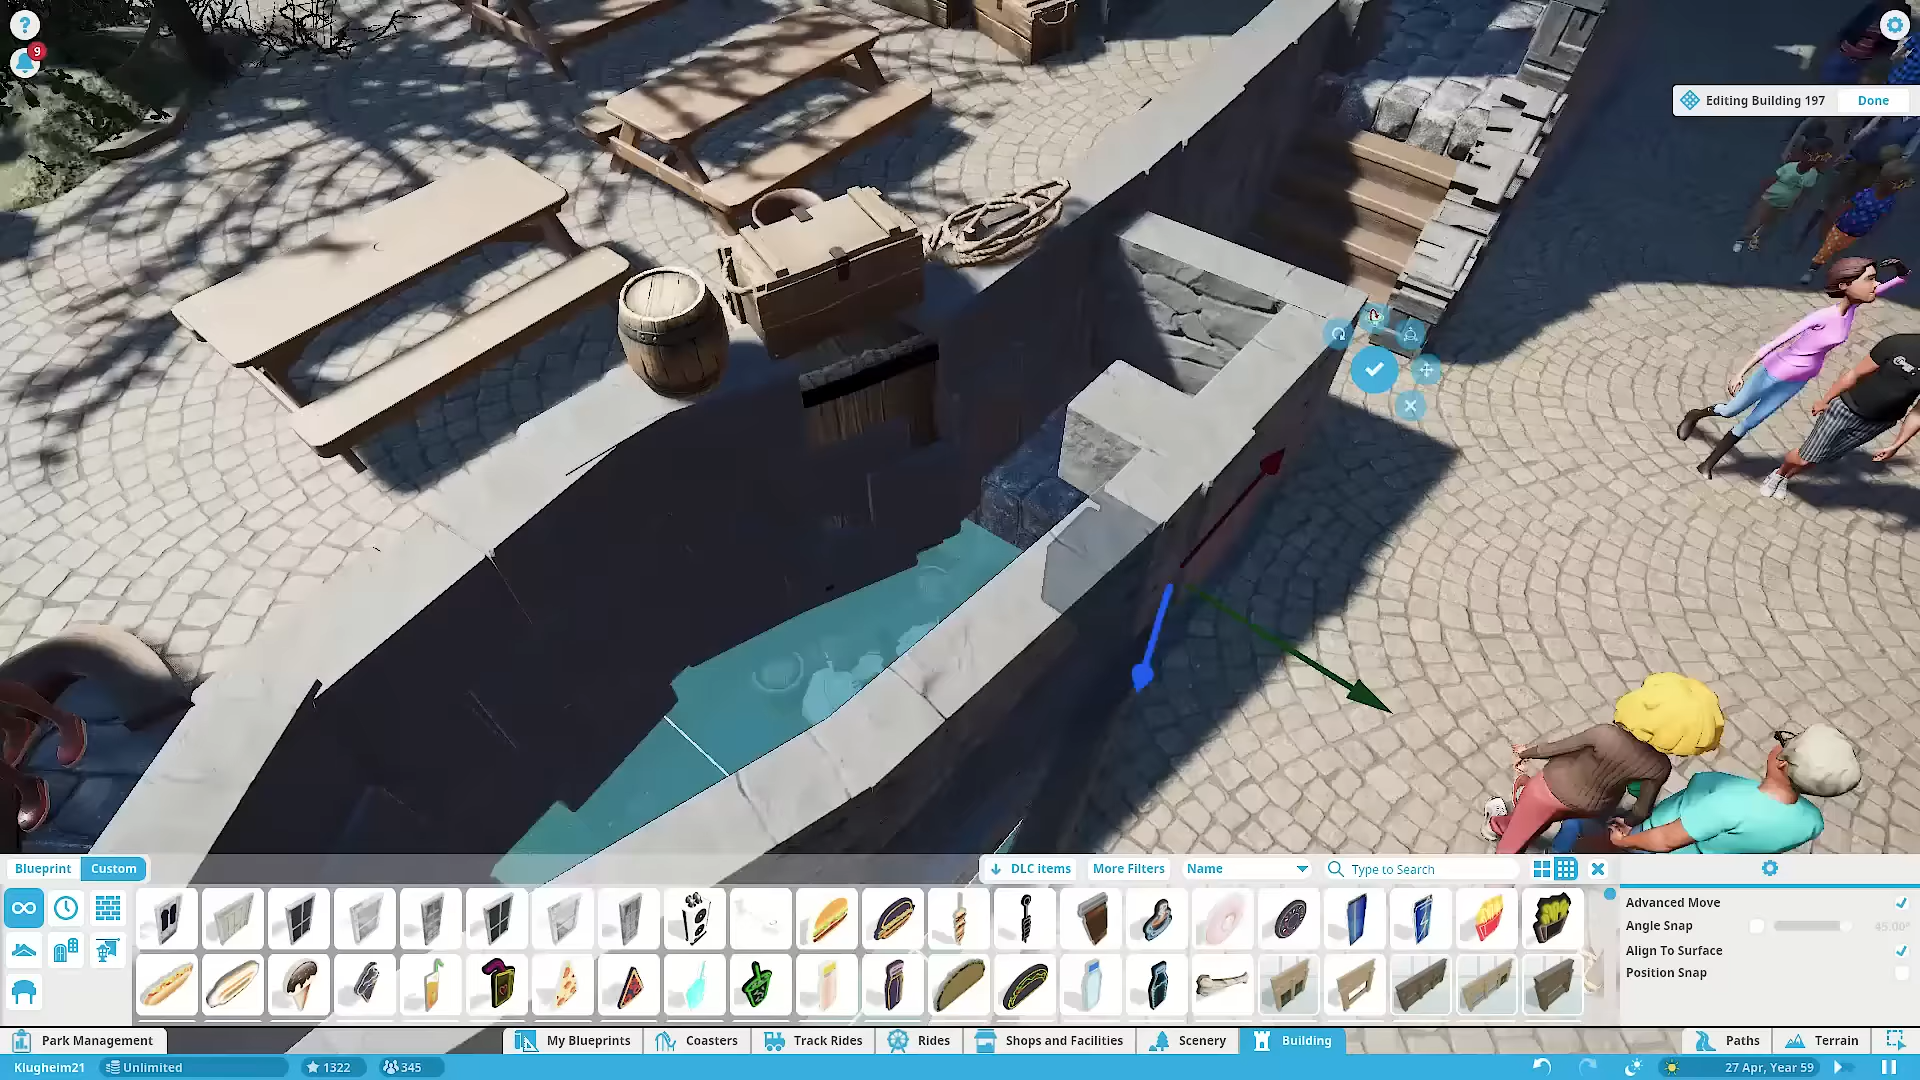 ?
9
Editing Building 197
Done
Blueprint
Custom
DLC items
More Filters
Name
Type to Search
Advanced Move
Angle Snap
45.00°
Align To Surface
Position Snap
Park Management
My Blueprints
Coasters
Track Rides
Rides
Shops and Facilities
Scenery
Building
Paths
Terrain
Klugheim21
Unlimited
1322
345
27 Apr, Year 59